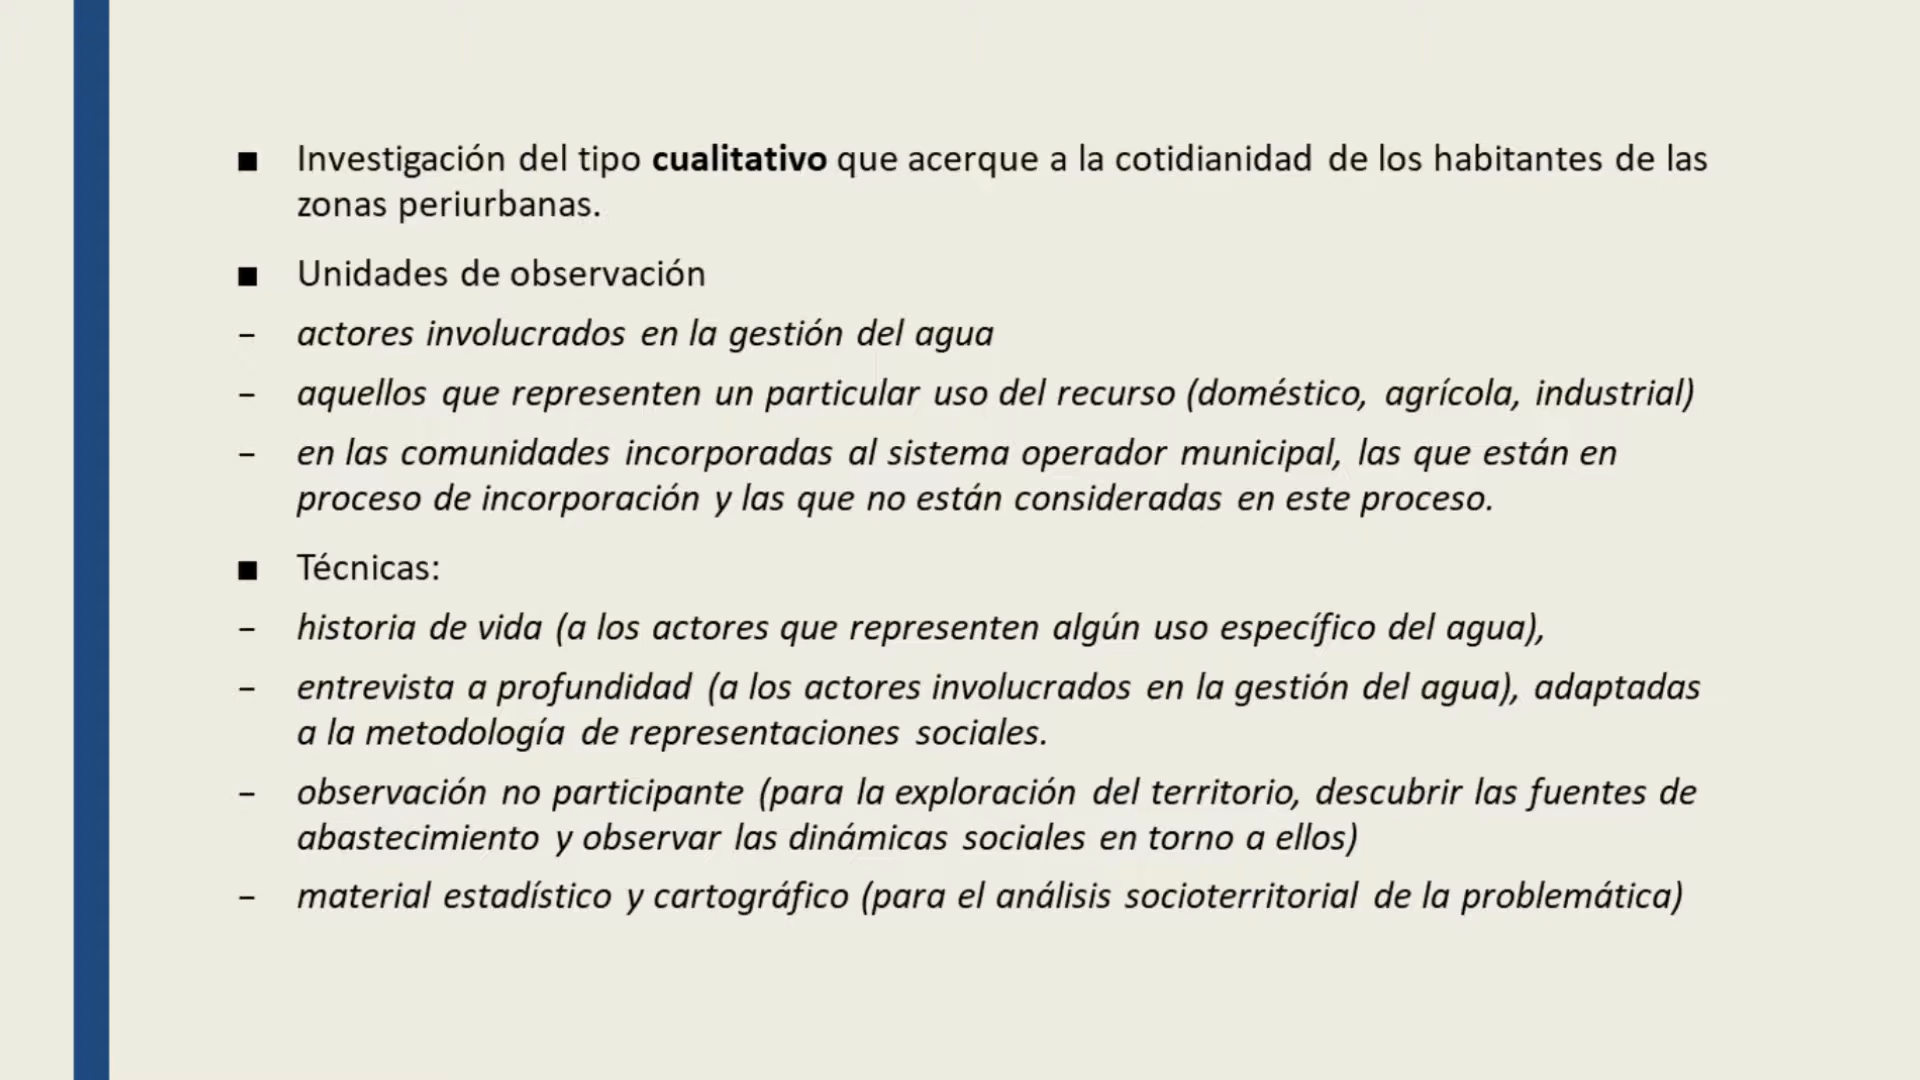 ▪ Investigación del tipo cualitativo que acerque a la cotidianidad de los habitantes de las
zonas periurbanas.
▪ Unidades de observación
– actores involucrados en la gestión del agua
– aquellos que representen un particular uso del recurso (doméstico, agrícola, industrial)
– en las comunidades incorporadas al sistema operador municipal, las que están en
proceso de incorporación y las que no están consideradas en este proceso.
▪ Técnicas:
– historia de vida (a los actores que representen algún uso específico del agua),
– entrevista a profundidad (a los actores involucrados en la gestión del agua), adaptadas
a la metodología de representaciones sociales.
– observación no participante (para la exploración del territorio, descubrir las fuentes de
abastecimiento y observar las dinámicas sociales en torno a ellos)
– material estadístico y cartográfico (para el análisis socioterritorial de la problemática)